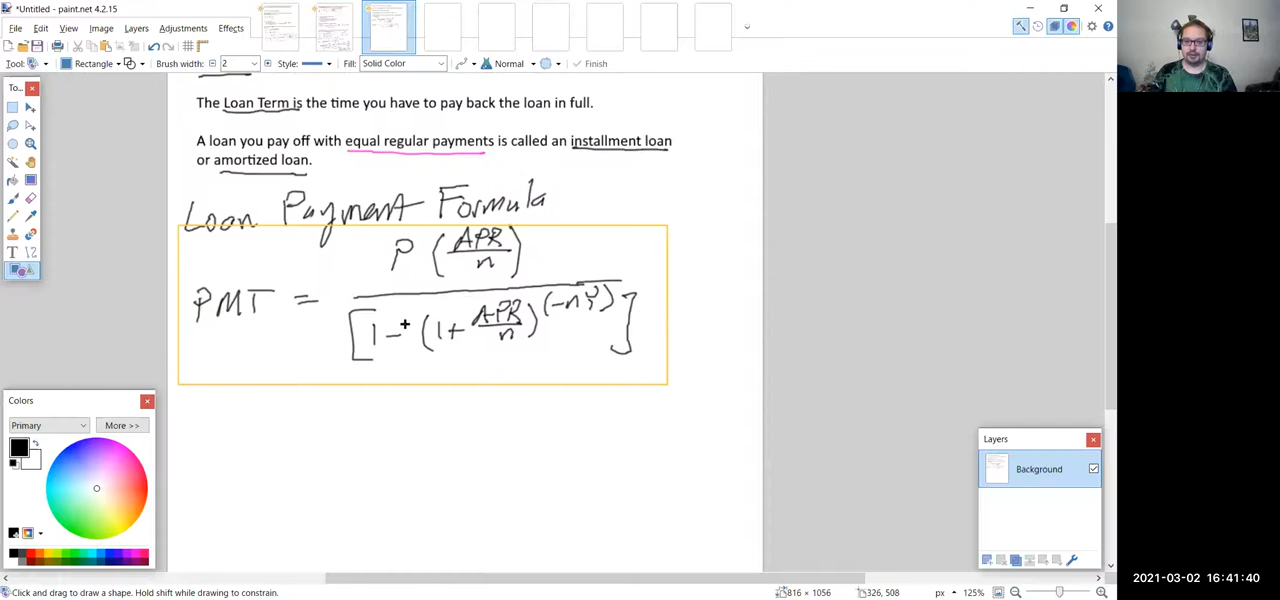 *Untitled - paint.net 4.2.15
File Edit View Image Layers Adjustments Effects
Tool: Rectangle Brush width: 2 Style: Fill: Solid Color Normal Finish
To...
The Loan Term is the time you have to pay back the loan in full.
A loan you pay off with equal regular payments is called an installment loan
or amortized loan.
Loan Payment Formula
P (APR/n)
PMT =
[1 - (1 + APR/n)^(-nY)]
Colors
Primary More >>
Layers
Background
Click and drag to draw a shape. Hold shift while drawing to constrain.
816 × 1056 326, 508 px 125%
2021-03-02 16:41:40